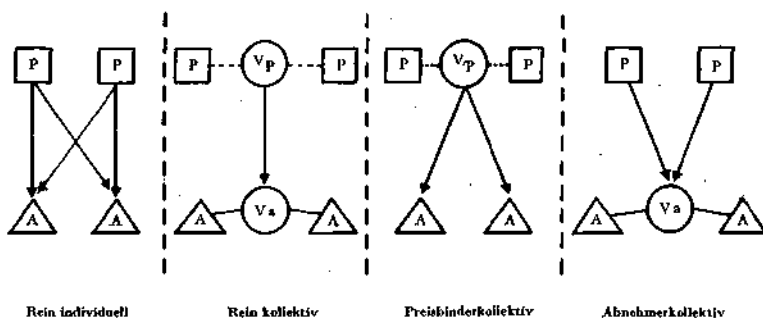 P P
P Vp P
P Vp P
P P
A A
A Va A
A A
A Va A
Rein individuell
Rein kollektiv
Preisbinderkollektiv
Abnehmerkollektiv